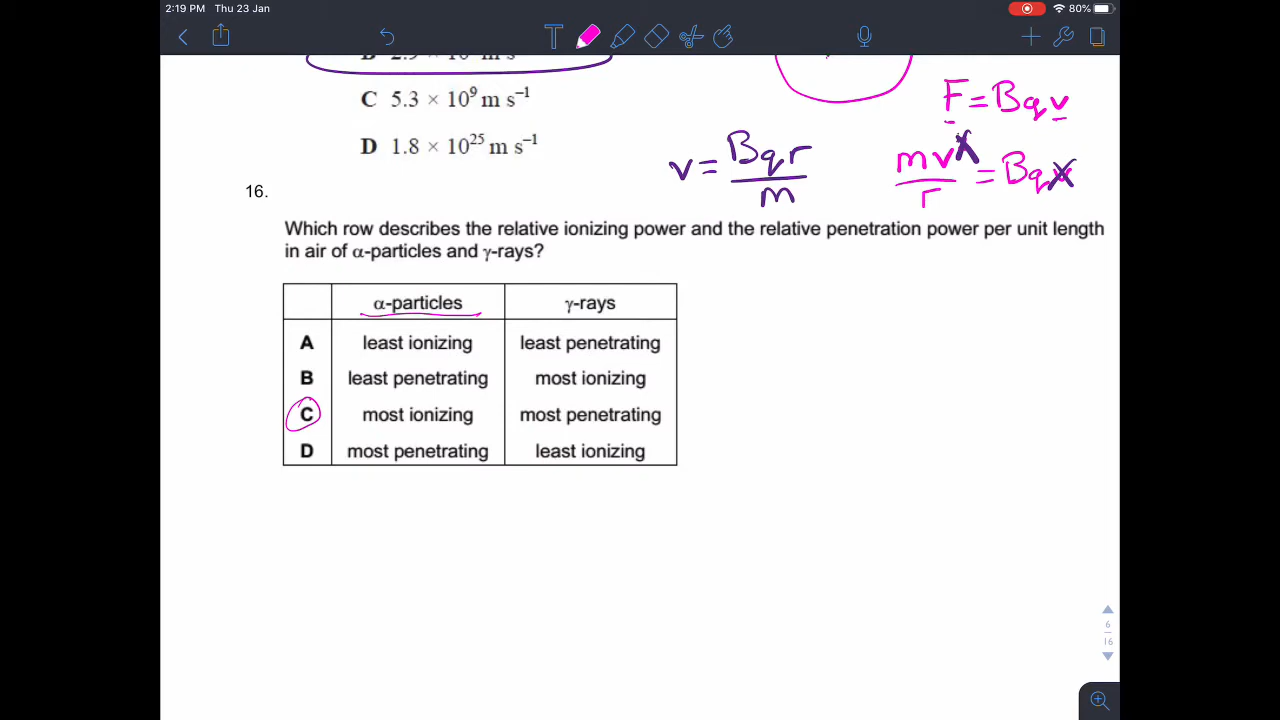 2:19 PM Thu 23 Jan
80%
T
C 5.3 × 10⁹ m s⁻¹
F = Bqv
D 1.8 × 10²⁵ m s⁻¹
v = Bqr/m
mv²/r = Bqv
16.
Which row describes the relative ionizing power and the relative penetration power per unit length
in air of α-particles and γ-rays?
α-particles γ-rays
A least ionizing least penetrating
B least penetrating most ionizing
C most ionizing most penetrating
D most penetrating least ionizing
6
16